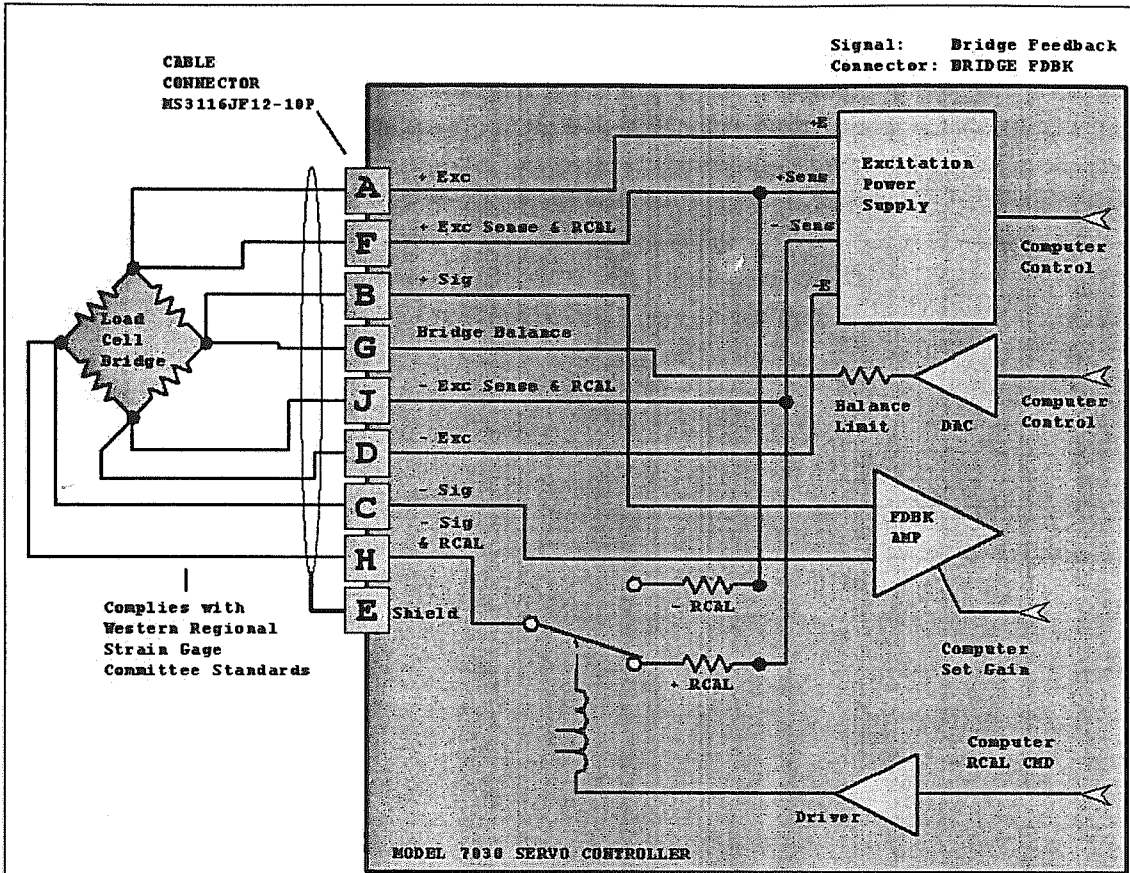 Signal: Bridge Feedback
Connector: BRIDGE FDBK
CABLE
CONNECTOR
MS3116JF12-10P
A
+ Exc
+E
Excitation
Power
Supply
+Sens
F
+ Exc Sense & RCAL
- Sens
Computer
Control
B
+ Sig
-E
Load
Cell
Bridge
G
Bridge Balance
J
- Exc Sense & RCAL
Balance
Limit
DAC
Computer
Control
D
- Exc
C
- Sig
FDBK
AMP
H
- Sig
& RCAL
- RCAL
E
Shield
Complies with
Western Regional
Strain Gage
Committee Standards
+ RCAL
Computer
Set Gain
Computer
RCAL CMD
Driver
MODEL 7030 SERVO CONTROLLER